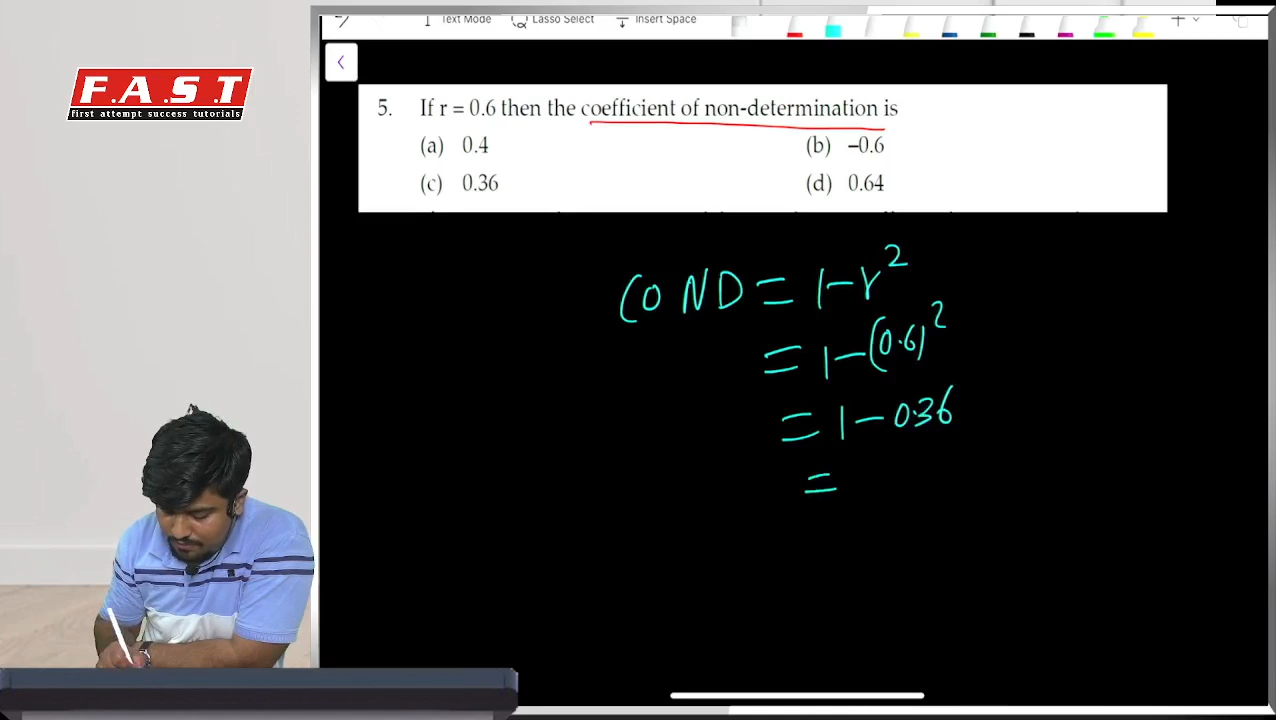 Text Mode Lasso Select Insert Space
F.A.S.T
first attempt success tutorials
5. If r = 0.6 then the coefficient of non-determination is
(a) 0.4 (b) –0.6
(c) 0.36 (d) 0.64
COND = 1-r²
= 1-(0.6)²
= 1 - 0.36
=